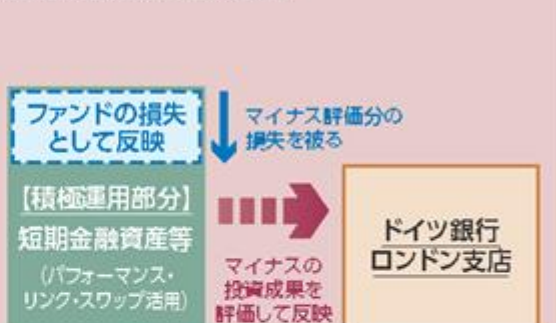 ファンドの損失
として反映
マイナス評価分の
損失を被る
【積極運用部分】
短期金融資産等
(パフォーマンス・
リンク・スワップ活用)
マイナスの
投資成果を
評価して反映
ドイツ銀行
ロンドン支店